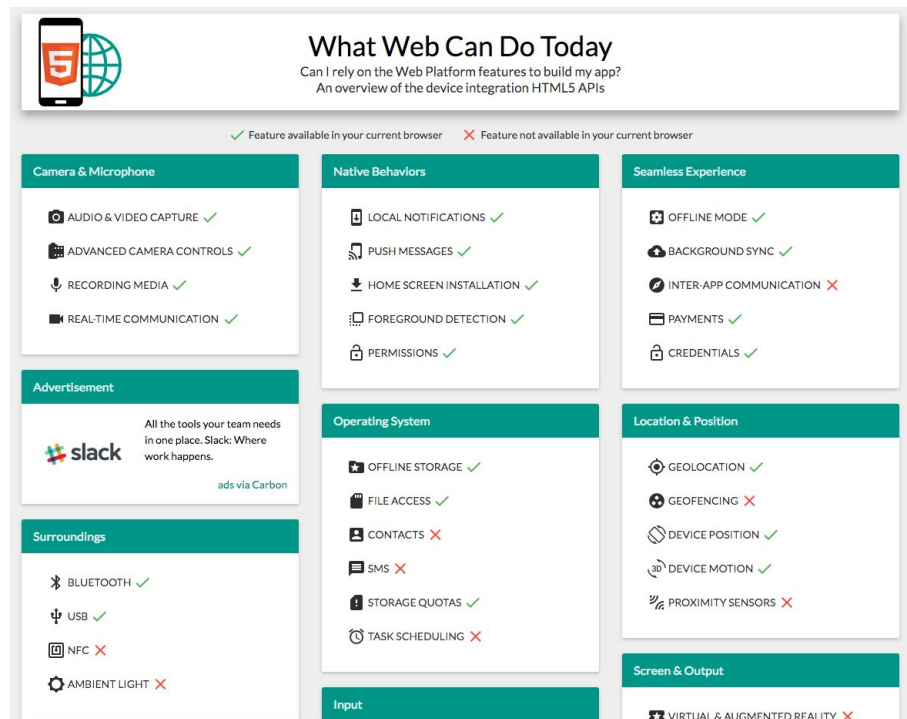 What Web Can Do Today
Can I rely on the Web Platform features to build my app?
An overview of the device integration HTML5 APIs
Feature available in your current browser
Feature not available in your current browser
Camera & Microphone
AUDIO & VIDEO CAPTURE
ADVANCED CAMERA CONTROLS
RECORDING MEDIA
REAL-TIME COMMUNICATION
Advertisement
slack
All the tools your team needs
in one place. Slack: Where
work happens.
ads via Carbon
Surroundings
BLUETOOTH
USB
NFC
AMBIENT LIGHT
Native Behaviors
LOCAL NOTIFICATIONS
PUSH MESSAGES
HOME SCREEN INSTALLATION
FOREGROUND DETECTION
PERMISSIONS
Operating System
OFFLINE STORAGE
FILE ACCESS
CONTACTS
SMS
STORAGE QUOTAS
TASK SCHEDULING
Input
Seamless Experience
OFFLINE MODE
BACKGROUND SYNC
INTER-APP COMMUNICATION
PAYMENTS
CREDENTIALS
Location & Position
GEOLOCATION
GEOFENCING
DEVICE POSITION
3D
DEVICE MOTION
PROXIMITY SENSORS
Screen & Output
VIRTUAL & AUGMENTED REALITY